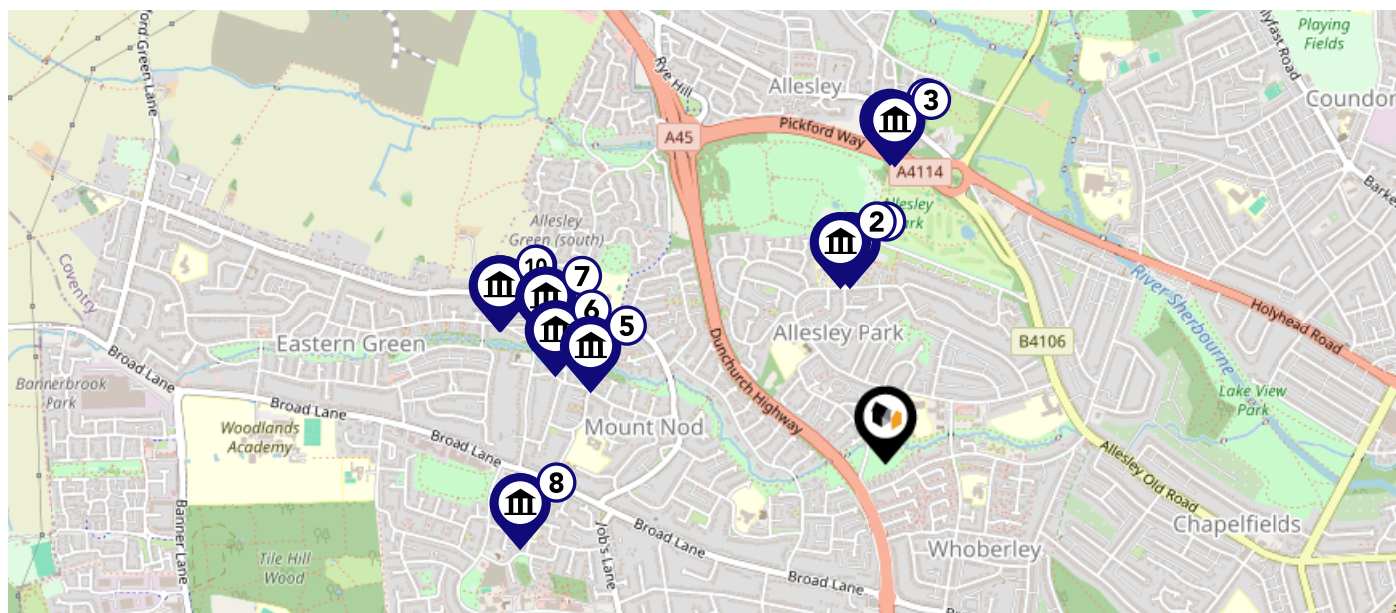 Playing
Fields
Coundon
Rye Hill
Allesley
3
Pickford Way
A45
A4114
Barke
Allesley
Green (south)
2
Coventry
10
7
6
5
River Sherbourne
Holyhead Road
Eastern Green
Allesley Park
B4106
Dunchurch Highway
Broad Lane
Bannerbrook
Park
Broad Lane
Lake View
Park
Woodlands
Academy
Broad Lane
Mount Nod
Allesley Old Road
8
Banner Lane
Job's Lane
Broad Lane
Chapelfields
Whoberley
Tile Hill
Wood
Broad Lane